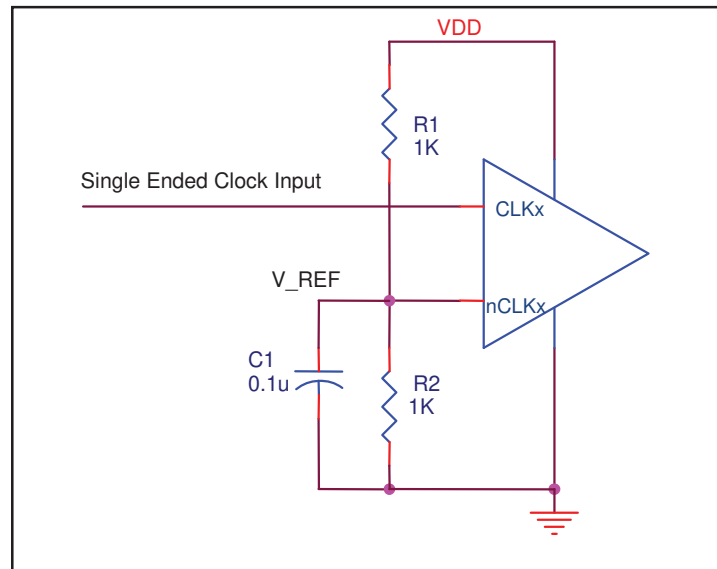 VDD
R1
1K
Single Ended Clock Input
CLKx
V_REF
nCLKx
C1
0.1u
R2
1K